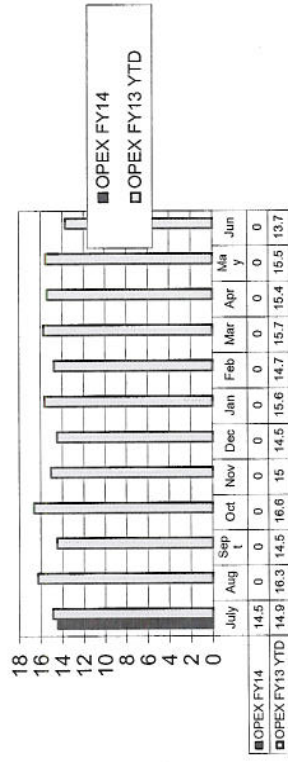 ■OPEX FY14
□OPEX FY13 YTD
18
16
14
12
10
8
6
4
2
0
July Aug Sep t Oct Nov Dec Jan Feb Mar Apr Ma y Jun
■OPEX FY14 14.5 0 0 0 0 0 0 0 0 0 0 0
□OPEX FY13 YTD 14.9 16.3 14.5 16.6 15 14.5 15.6 14.7 15.7 15.4 15.5 13.7